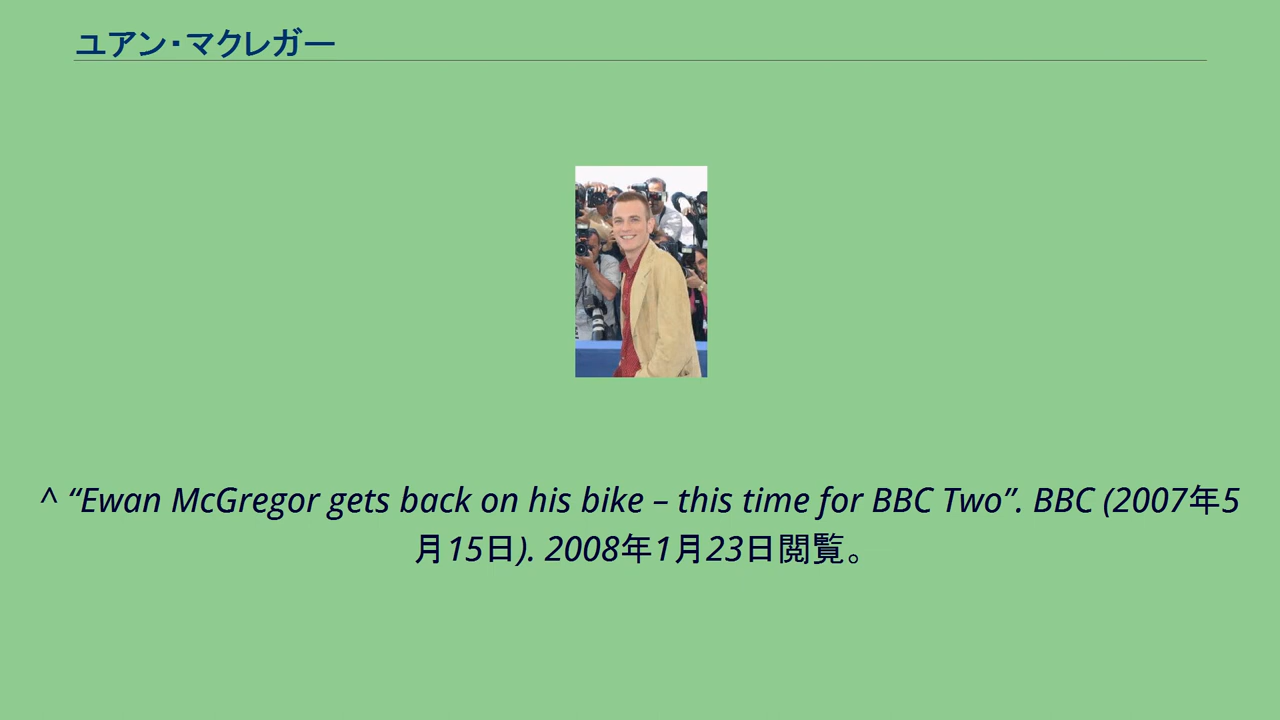 ユアン・マクレガー
^ “Ewan McGregor gets back on his bike – this time for BBC Two”. BBC (2007年5
月15日). 2008年1月23日閲覧。